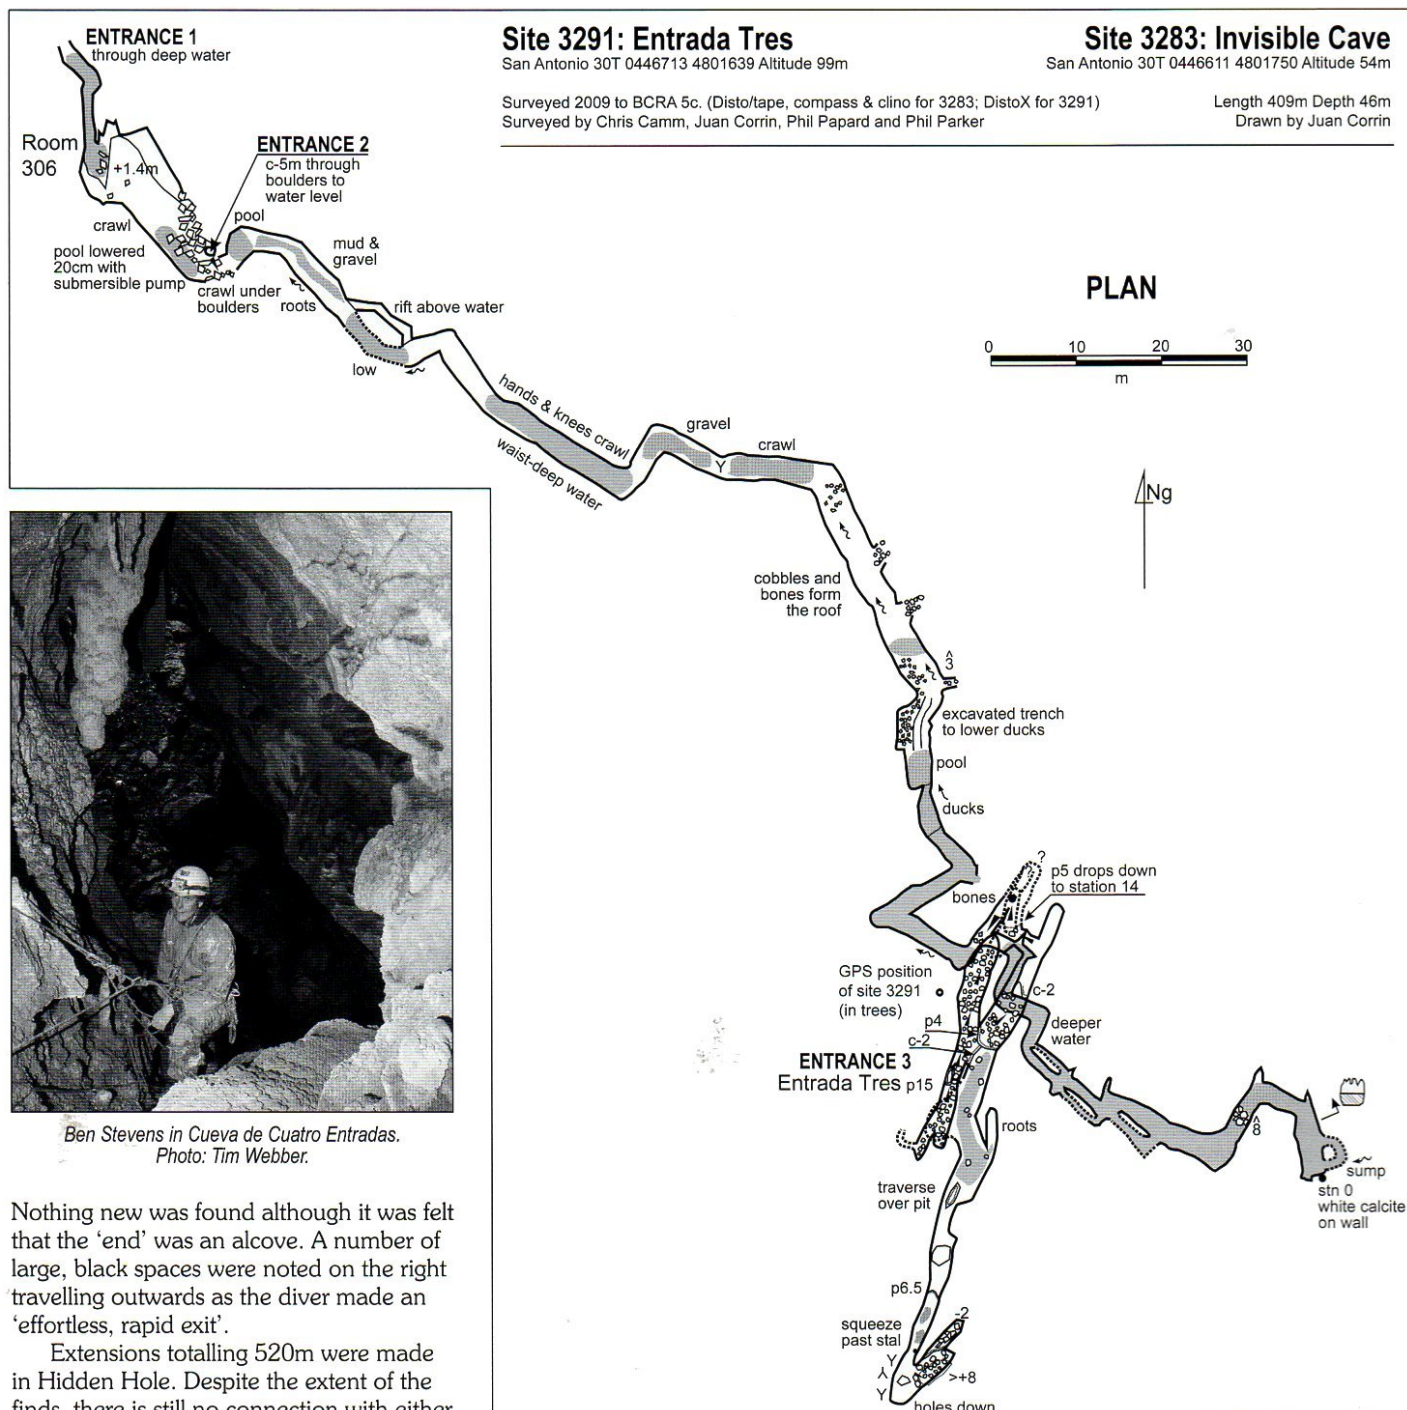 Site 3291: Entrada Tres
San Antonio 30T 0446713 4801639 Altitude 99m
Site 3283: Invisible Cave
San Antonio 30T 0446611 4801750 Altitude 54m
Surveyed 2009 to BCRA 5c. (Disto/tape, compass & clino for 3283; DistoX for 3291)
Surveyed by Chris Camm, Juan Corrin, Phil Papard and Phil Parker
Length 409m Depth 46m
Drawn by Juan Corrin
ENTRANCE 1
through deep water
Room
306
+1.4m
ENTRANCE 2
c-5m through
boulders to
water level
crawl
pool
pool lowered
20cm with
submersible pump
mud &
gravel
crawl under
boulders
roots
rift above water
low
PLAN
0 10 20 30
m
hands & knees crawl
waist-deep water
gravel
Y
crawl
Ng
cobbles and
bones form
the roof
^
3
excavated trench
to lower ducks
pool
ducks
?
p5 drops down
to station 14
bones
GPS position
of site 3291
(in trees)
c-2
p4
c-2
deeper
water
ENTRANCE 3
Entrada Tres p15
roots
^
8
sump
stn 0
white calcite
on wall
traverse
over pit
p6.5
-2
squeeze
past stal
Y
Y
Y
>+8
holes down
Ben Stevens in Cueva de Cuatro Entradas.
Photo: Tim Webber.
Nothing new was found although it was felt
that the ‘end’ was an alcove. A number of
large, black spaces were noted on the right
travelling outwards as the diver made an
‘effortless, rapid exit’.
Extensions totalling 520m were made
in Hidden Hole. Despite the extent of the
finds, there is still no connection with either